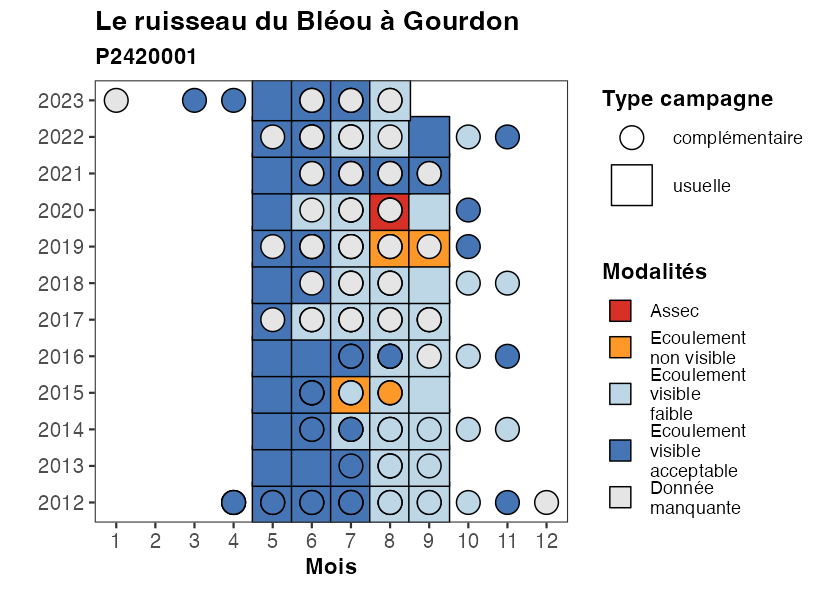 Le ruisseau du Bléou à Gourdon
P2420001
2023
2022
2021
2020
2019
2018
2017
2016
2015
2014
2013
2012
1 2 3 4 5 6 7 8 9 10 11 12
Mois
Type campagne
complémentaire
usuelle
Modalités
Assec
Ecoulement
non visible
Ecoulement
visible
faible
Ecoulement
visible
acceptable
Donnée
manquante